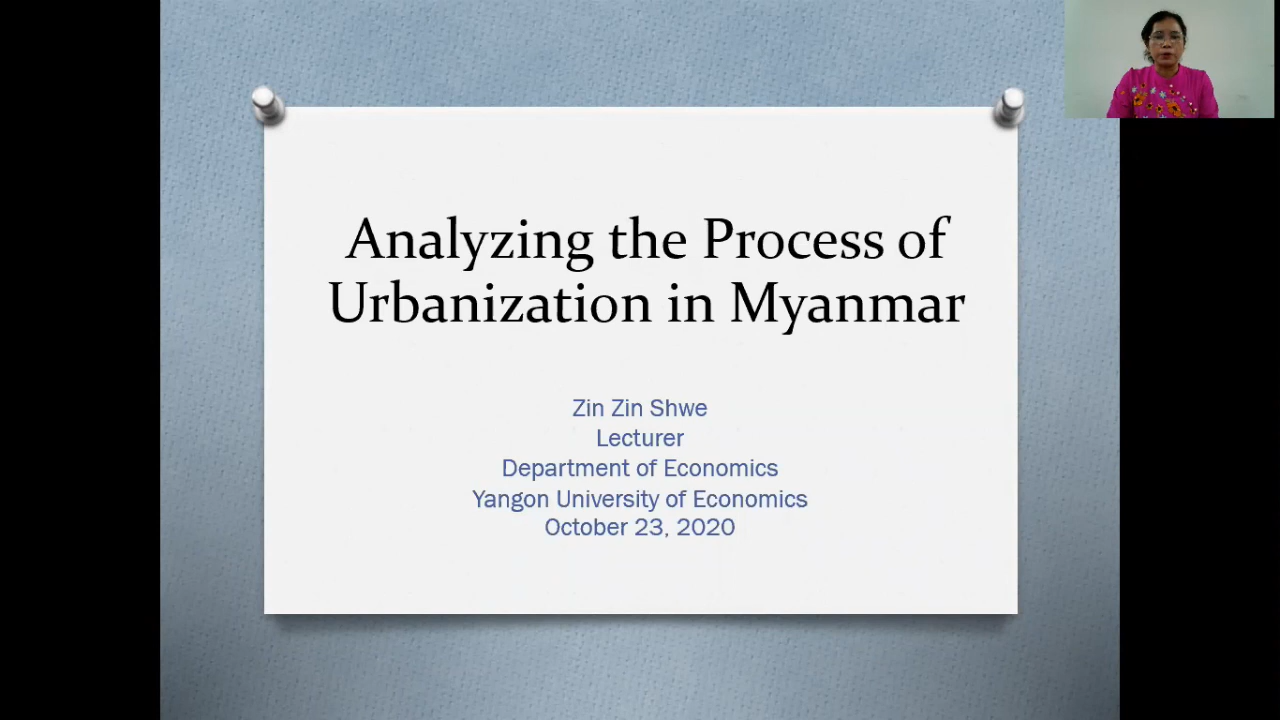 Analyzing the Process of
Urbanization in Myanmar
Zin Zin Shwe
Lecturer
Department of Economics
Yangon University of Economics
October 23, 2020